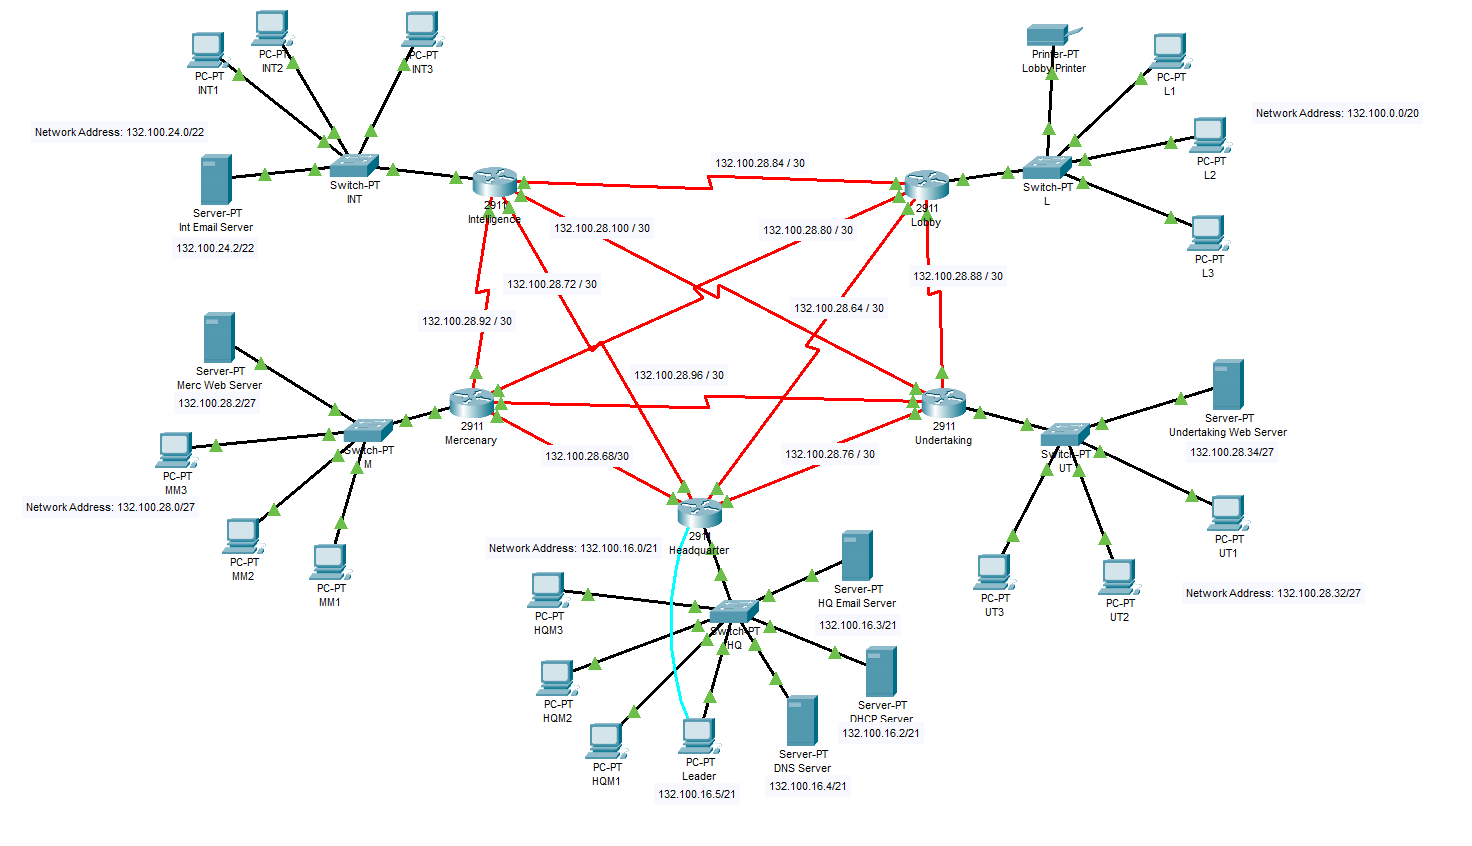 PC-PT
INT1
PC-PT
INT2
PC-PT
INT3
Network Address: 132.100.24.0/22
Server-PT
Int Email Server
132.100.24.2/22
Switch-PT
INT
2911
Intelligence
Printer-PT
Lobby Printer
PC-PT
L1
Network Address: 132.100.0.0/20
PC-PT
L2
PC-PT
L3
Switch-PT
L
2911
Lobby
132.100.28.84 / 30
132.100.28.100 / 30
132.100.28.80 / 30
132.100.28.72 / 30
132.100.28.88 / 30
132.100.28.64 / 30
132.100.28.92 / 30
132.100.28.96 / 30
132.100.28.68/30
132.100.28.76 / 30
Server-PT
Merc Web Server
132.100.28.2/27
Switch-PT
M
2911
Mercenary
PC-PT
MM3
Network Address: 132.100.28.0/27
PC-PT
MM2
PC-PT
MM1
2911
Undertaking
Switch-PT
UT
Server-PT
Undertaking Web Server
132.100.28.34/27
PC-PT
UT1
PC-PT
UT2
PC-PT
UT3
Network Address: 132.100.28.32/27
2911
Headquarter
Network Address: 132.100.16.0/21
Switch-PT
HQ
PC-PT
HQM3
PC-PT
HQM2
PC-PT
HQM1
PC-PT
Leader
132.100.16.5/21
Server-PT
HQ Email Server
132.100.16.3/21
Server-PT
DHCP Server
132.100.16.2/21
Server-PT
DNS Server
132.100.16.4/21